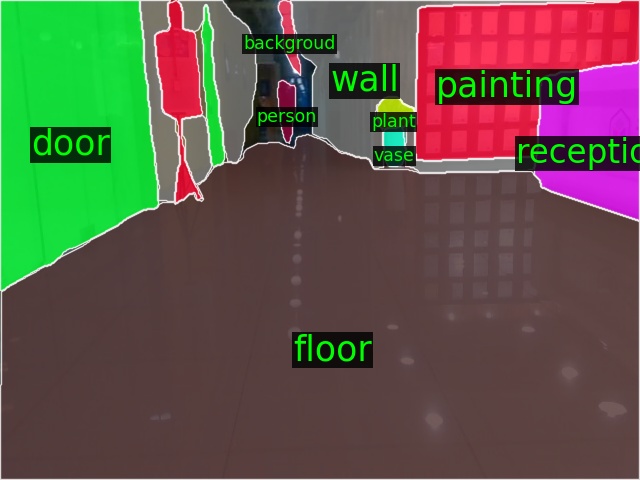 backgroud
wall
painting
person
plant
door
vase
receptio
floor